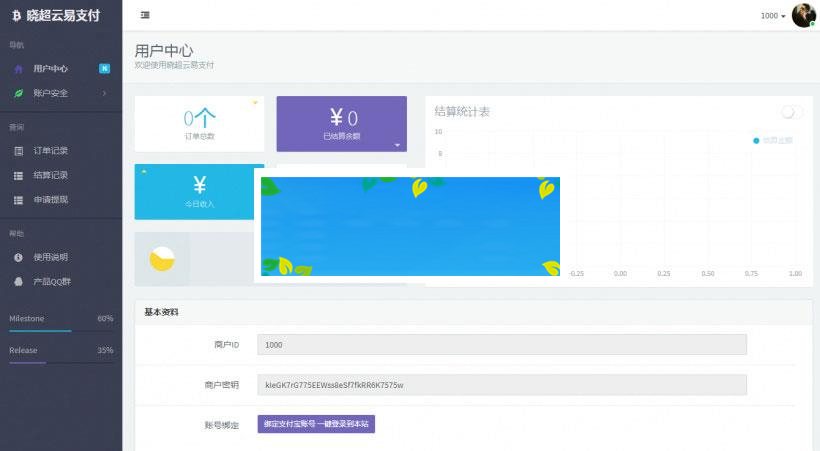 晓超云易支付
1000
导航
用户中心
N
账户安全
查询
订单记录
结算记录
申请提现
帮助
使用说明
产品QQ群
Milestone 60%
Release 35%
用户中心
欢迎使用晓超云易支付
0个
订单总数
¥ 0
已结算余额
¥
今日收入
结算统计表
10
9
结算金额
-0.25 0.00 0.25 0.50 0.75 1.00
基本资料
商户ID 1000
商户密钥 kIeGK7rG775EEWss8eSf7fkRR6K7575w
账号绑定 绑定支付宝账号 一键登录到本站